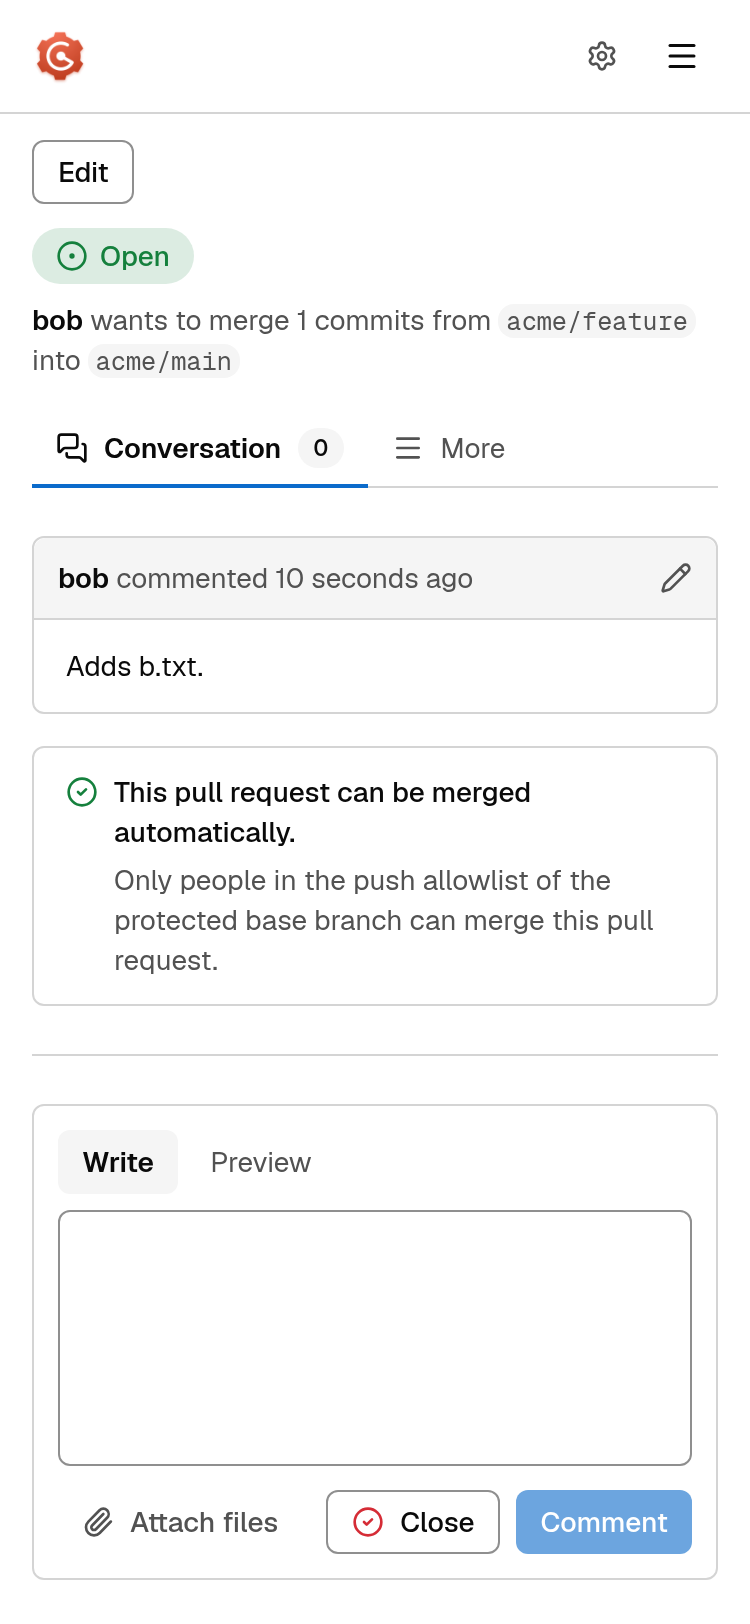 Edit
Open
bob wants to merge 1 commits from acme/feature
into acme/main
Conversation 0 More
bob commented 10 seconds ago
Adds b.txt.
This pull request can be merged
automatically.
Only people in the push allowlist of the
protected base branch can merge this pull
request.
Write Preview
Attach files Close Comment